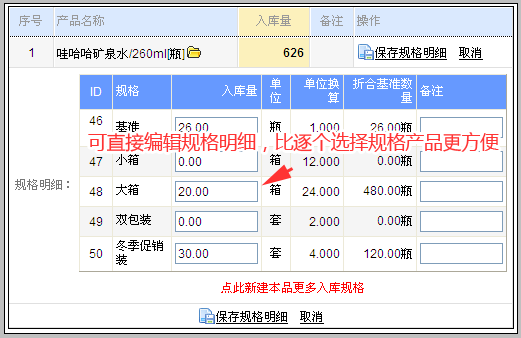 序号 产品名称 入库量 备注 操作
1 哇哈哈矿泉水/260ml[瓶] 626 保存规格明细 取消
规格明细：
ID 规格 入库量 单位 单位换算 折合基准数量 备注
46 基准 26.00 瓶 1.000 26.00瓶
可直接编辑规格明细，比逐个选择规格产品更方便
47 小箱 0.00 箱 12.000 0.00瓶
48 大箱 20.00 箱 24.000 480.00瓶
49 双包装 0.00 套 2.000 0.00瓶
50 冬季促销装 30.00 套 4.000 120.00瓶
点此新建本品更多入库规格
保存规格明细 取消